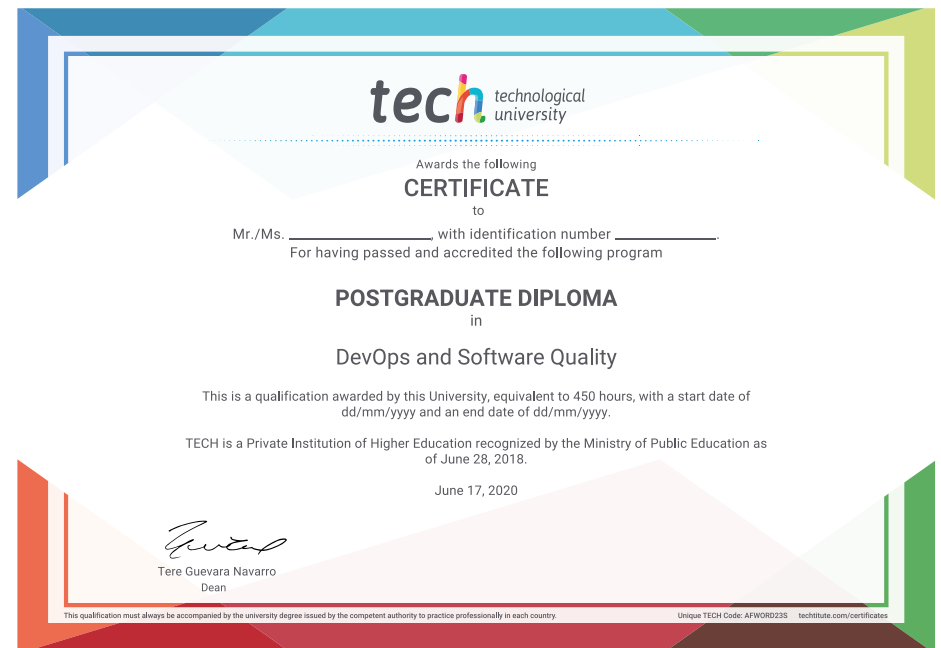 tech technological
university
Awards the following
CERTIFICATE
to
Mr./Ms. ____________________, with identification number ______________.
For having passed and accredited the following program
POSTGRADUATE DIPLOMA
in
DevOps and Software Quality
This is a qualification awarded by this University, equivalent to 450 hours, with a start date of
dd/mm/yyyy and an end date of dd/mm/yyyy.
TECH is a Private Institution of Higher Education recognized by the Ministry of Public Education as
of June 28, 2018.
June 17, 2020
Tere Guevara Navarro
Dean
This qualification must always be accompanied by the university degree issued by the competent authority to practice professionally in each country.
Unique TECH Code: AFWORD23S techtitute.com/certificates